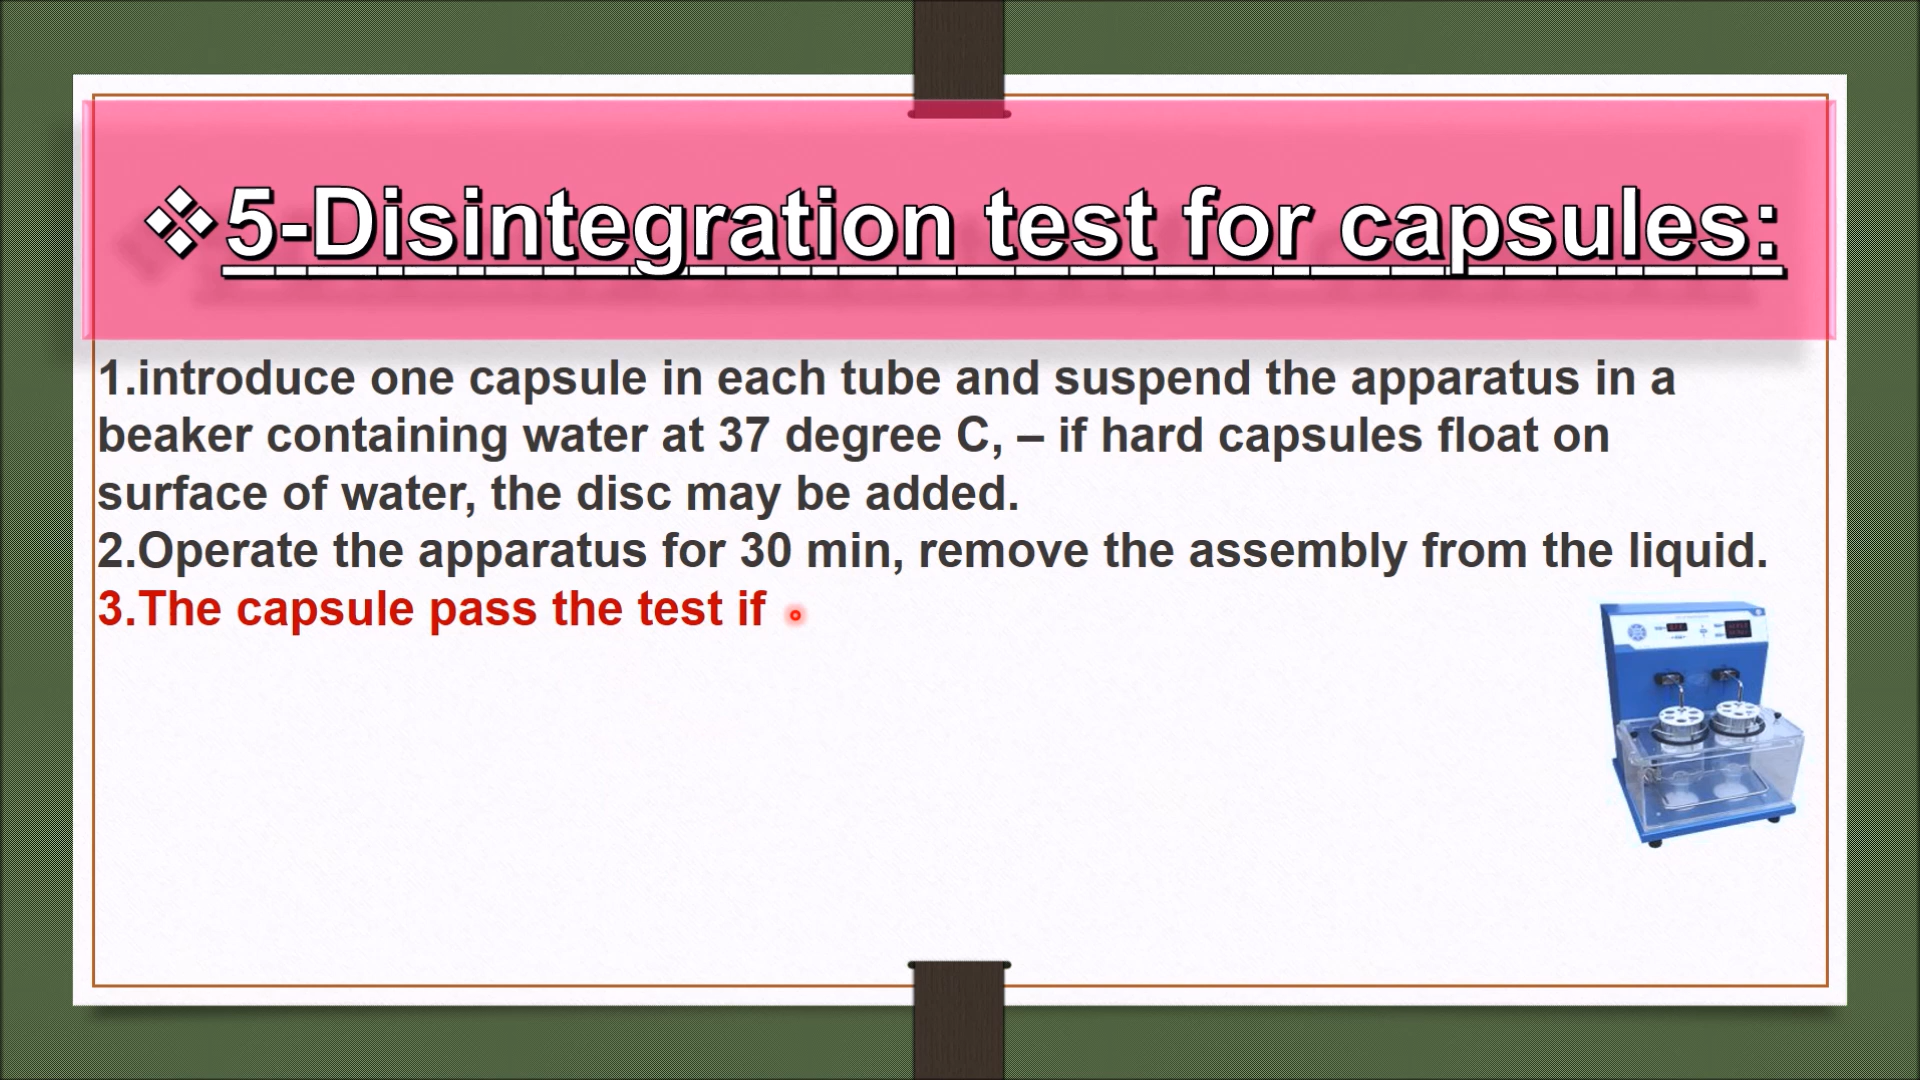 ❖5-Disintegration test for capsules:
1.introduce one capsule in each tube and suspend the apparatus in a
beaker containing water at 37 degree C, – if hard capsules float on
surface of water, the disc may be added.
2.Operate the apparatus for 30 min, remove the assembly from the liquid.
3.The capsule pass the test if